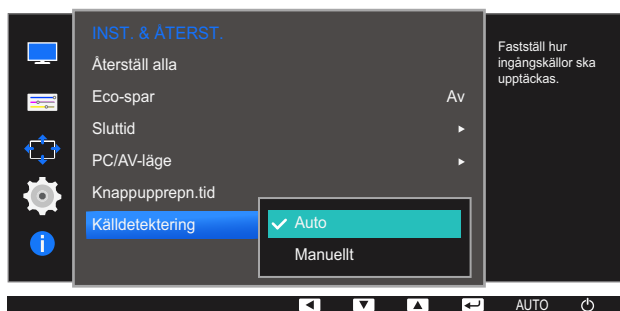 INST. & ÅTERST.
Återställ alla
Eco-spar Av
Sluttid
PC/AV-läge
Knappupprepn.tid
Källdetektering
Auto
Manuellt
Fastställ hur
ingångskällor ska
upptäckas.
AUTO